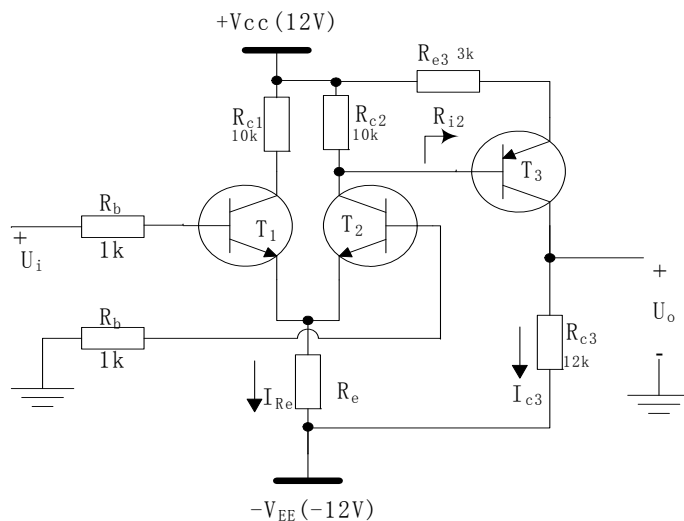 +Vcc(12V)
Re3 3k
Rc1
10k
Rc2
10k
Ri2
T3
Rb
1k
+
Ui
T1
T2
+
Uo
-
Rb
1k
Rc3
12k
IRe
Re
Ic3
-VEE(-12V)